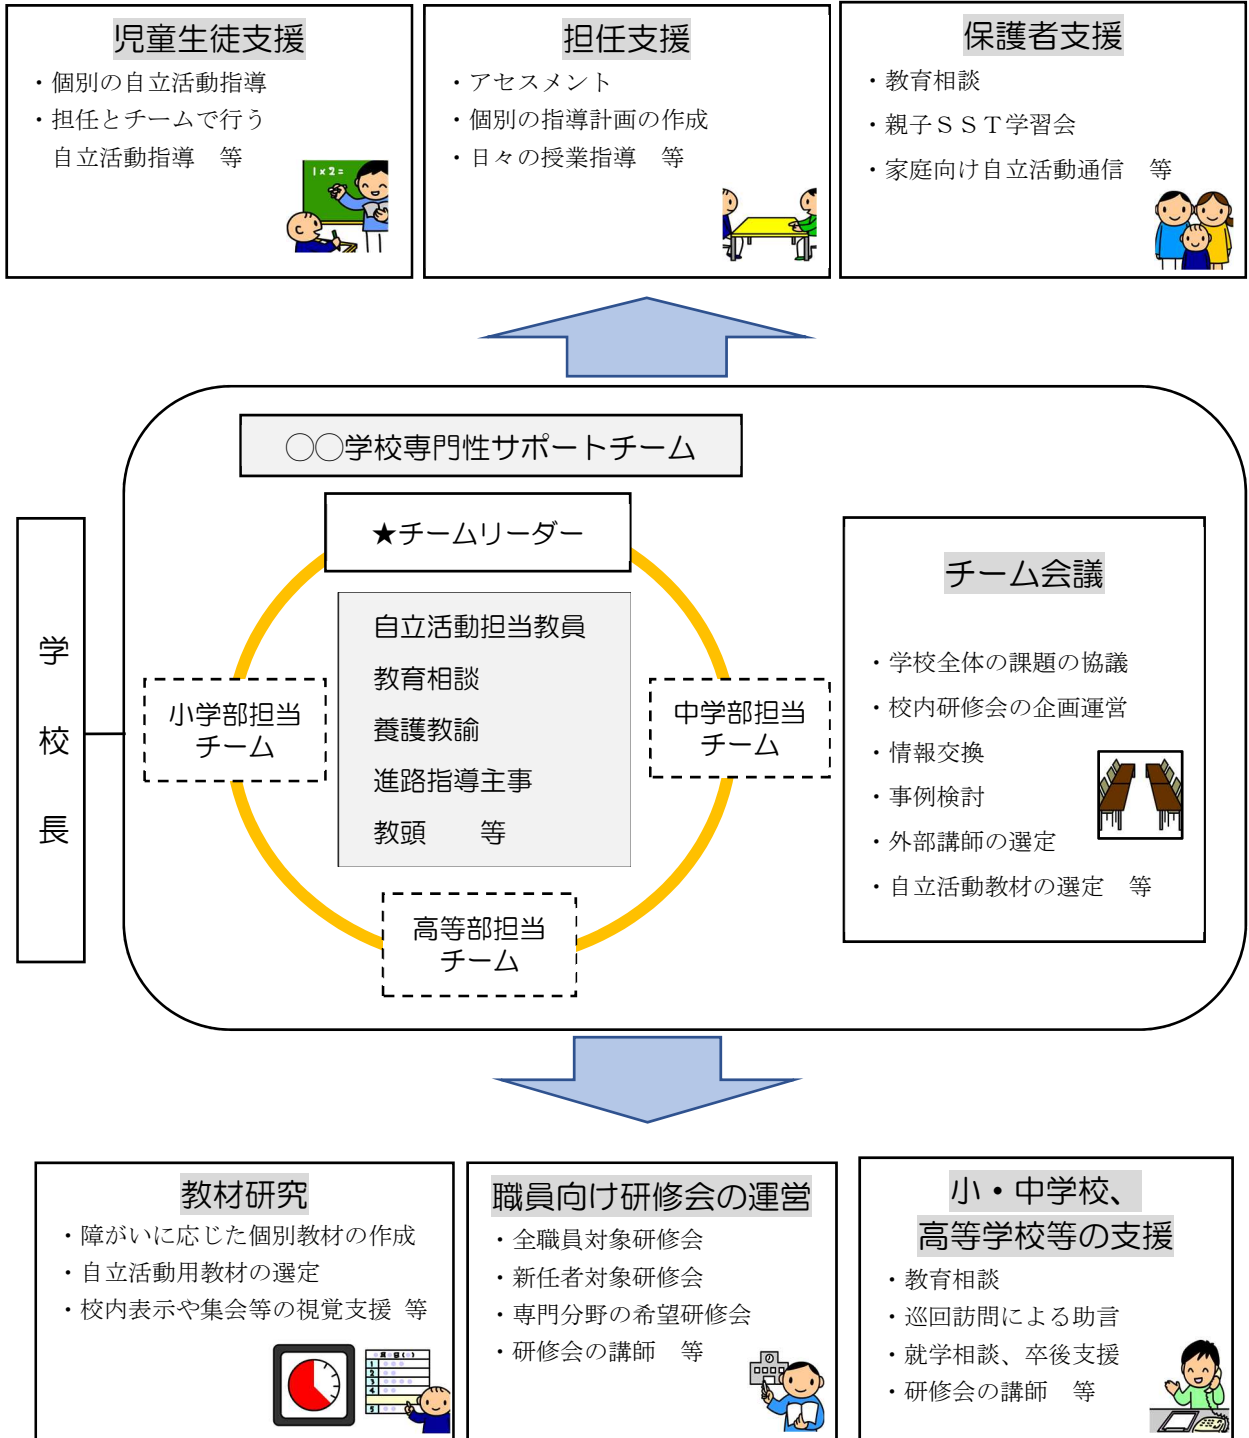 児童生徒支援
・個別の自立活動指導
・担任とチームで行う
自立活動指導　等
1×2=
担任支援
・アセスメント
・個別の指導計画の作成
・日々の授業指導　等
保護者支援
・教育相談
・親子ＳＳＴ学習会
・家庭向け自立活動通信　等
〇〇学校専門性サポートチーム
学校長
★チームリーダー
自立活動担当教員
教育相談
養護教諭
進路指導主事
教頭　　等
小学部担当
チーム
中学部担当
チーム
高等部担当
チーム
チーム会議
・学校全体の課題の協議
・校内研修会の企画運営
・情報交換
・事例検討
・外部講師の選定
・自立活動教材の選定　等
教材研究
・障がいに応じた個別教材の作成
・自立活動用教材の選定
・校内表示や集会等の視覚支援 等
1
2
3
4
5
職員向け研修会の運営
・全職員対象研修会
・新任者対象研修会
・専門分野の希望研修会
・研修会の講師　等
小・中学校、
高等学校等の支援
・教育相談
・巡回訪問による助言
・就学相談、卒後支援
・研修会の講師　等